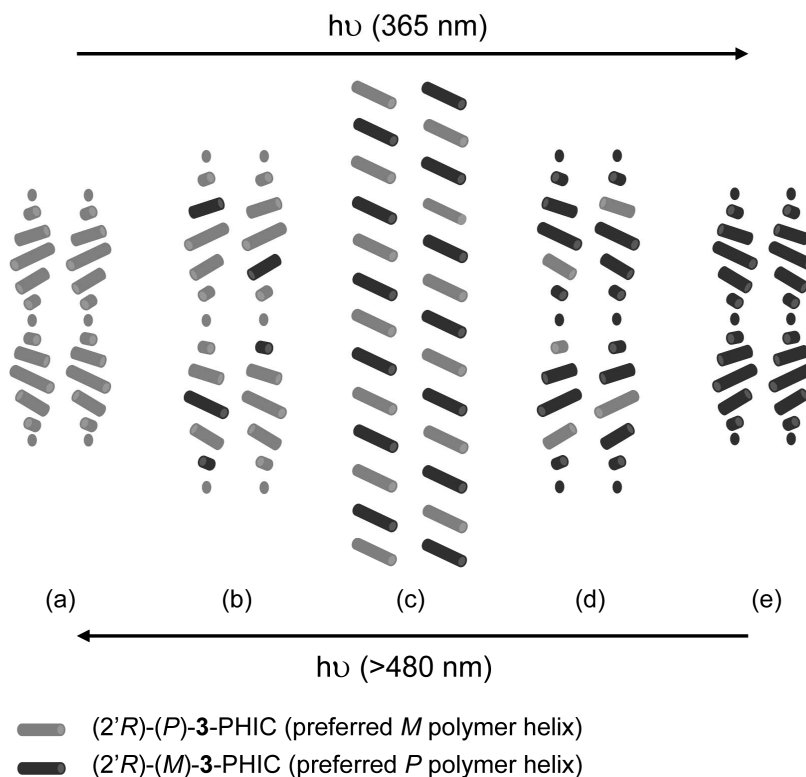 hυ (365 nm)
(a) (b) (c) (d) (e)
hυ (>480 nm)
(2'R)-(P)-3-PHIC (preferred M polymer helix)
(2'R)-(M)-3-PHIC (preferred P polymer helix)